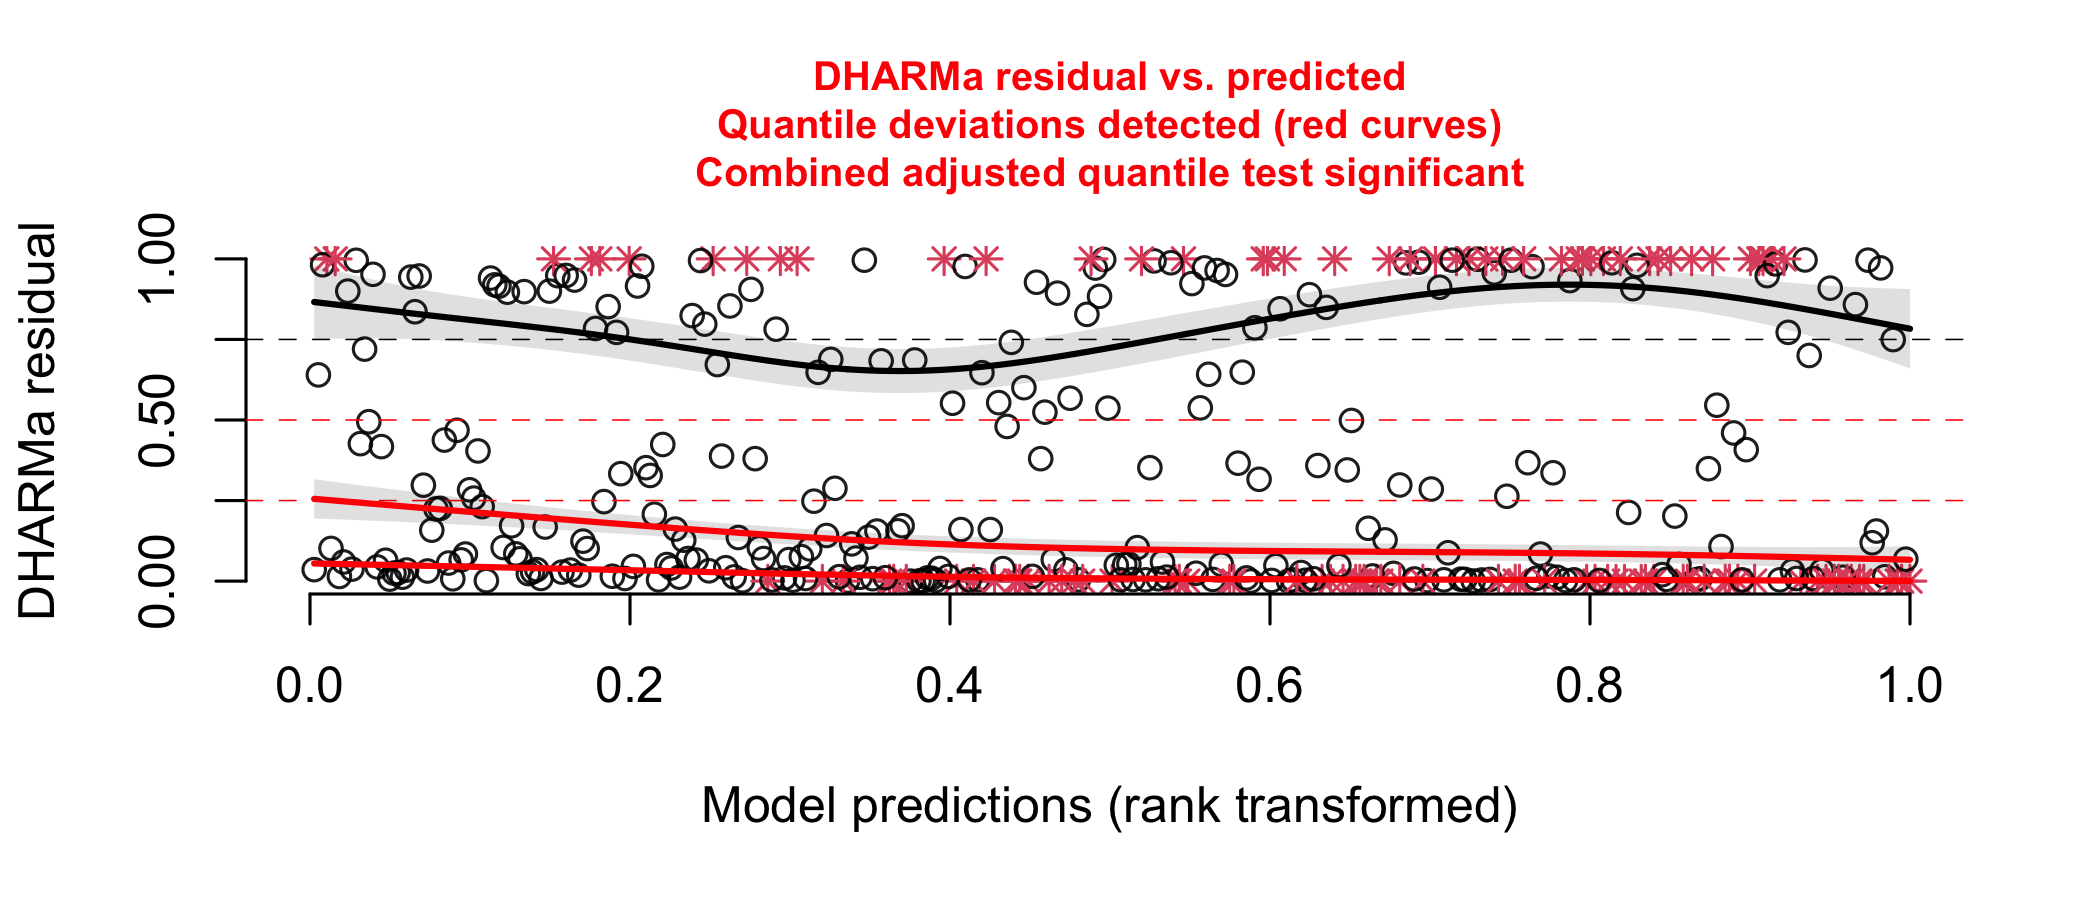 DHARMa residual vs. predicted
Quantile deviations detected (red curves)
Combined adjusted quantile test significant
DHARMa residual
1.00
0.50
0.00
0.0 0.2 0.4 0.6 0.8 1.0
Model predictions (rank transformed)